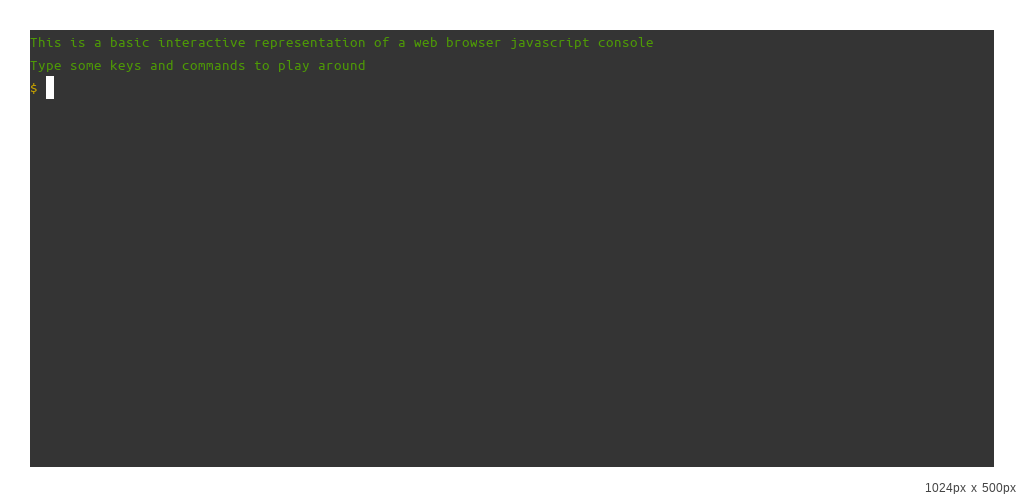 This is a basic interactive representation of a web browser javascript console
Type some keys and commands to play around
$
1024px x 500px